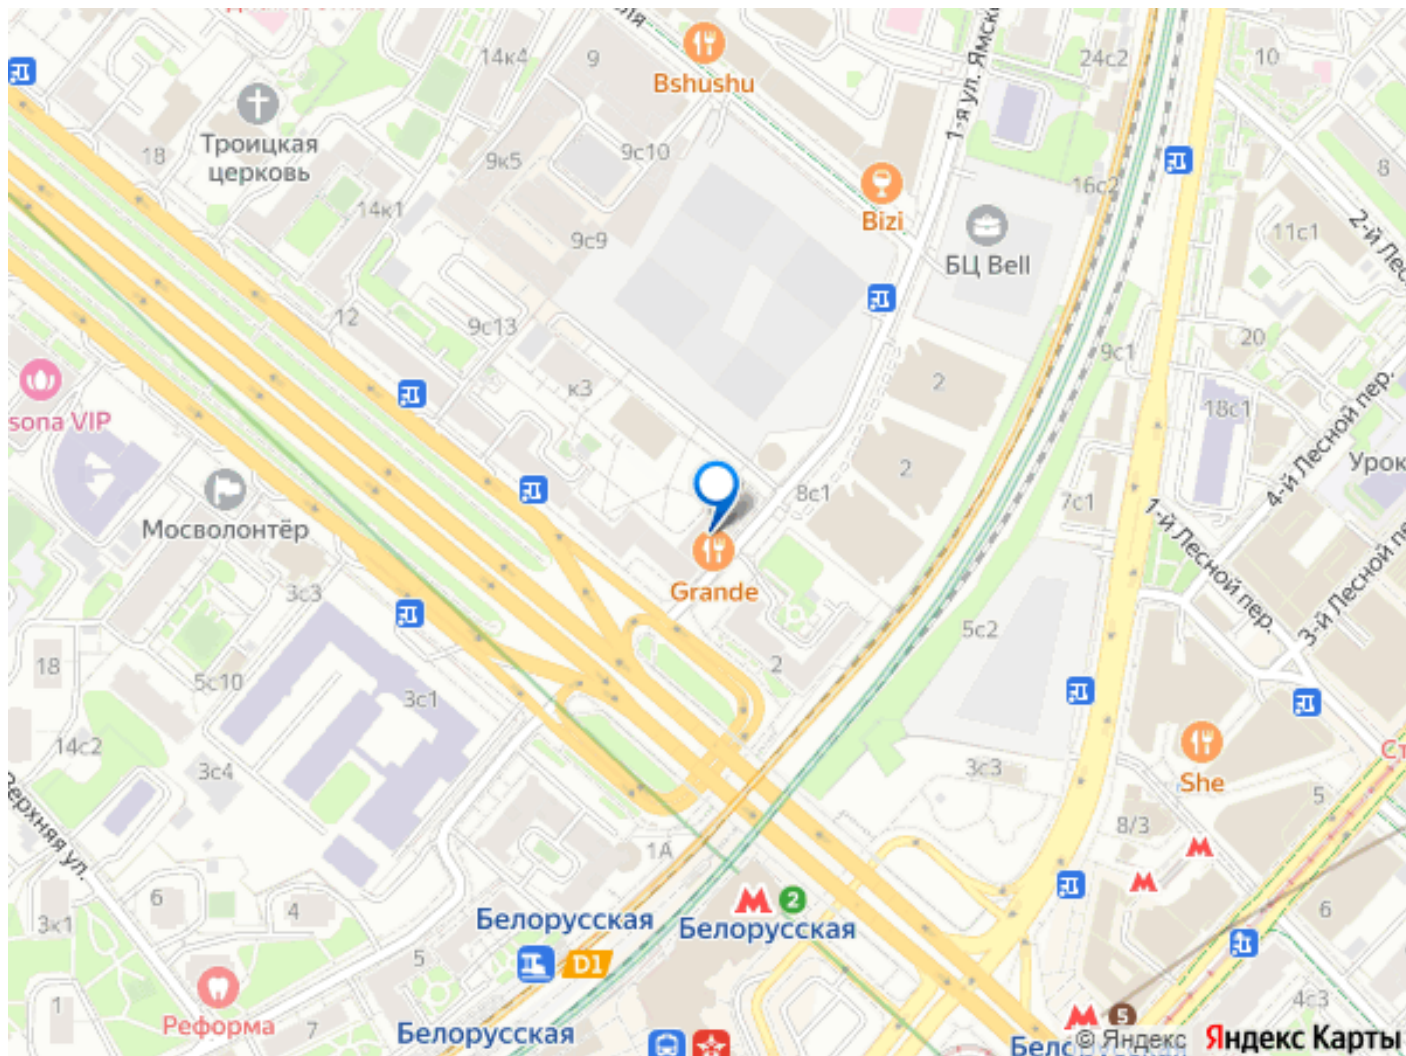 14к4
9
Bshushu
24с2
10
1-я ул. Ямск
Троицкая
церковь
18
9к5
9с10
8
16с2
14к1
Bizi
11с1
2-й Лес
9с9
БЦ Bell
12
9с13
20
9с1
к3
2
18с1
4-й Лесной пер.
sona VIP
2
Урок
8с1
7с1
Мосволонтёр
1-й Лесной пер.
3-й Лесной пе
Grande
3с3
5с2
18
2
5с10
3с1
14с2
3с4
3с3
She
Ст
5
8/3
Верхняя ул.
1А
6
4
3к1
Белорусская
2
Белорусская
6
5
D1
1
Реформа
7
Белорусская
4с3
5
Белорусская
© Яндекс Яндекс Карты